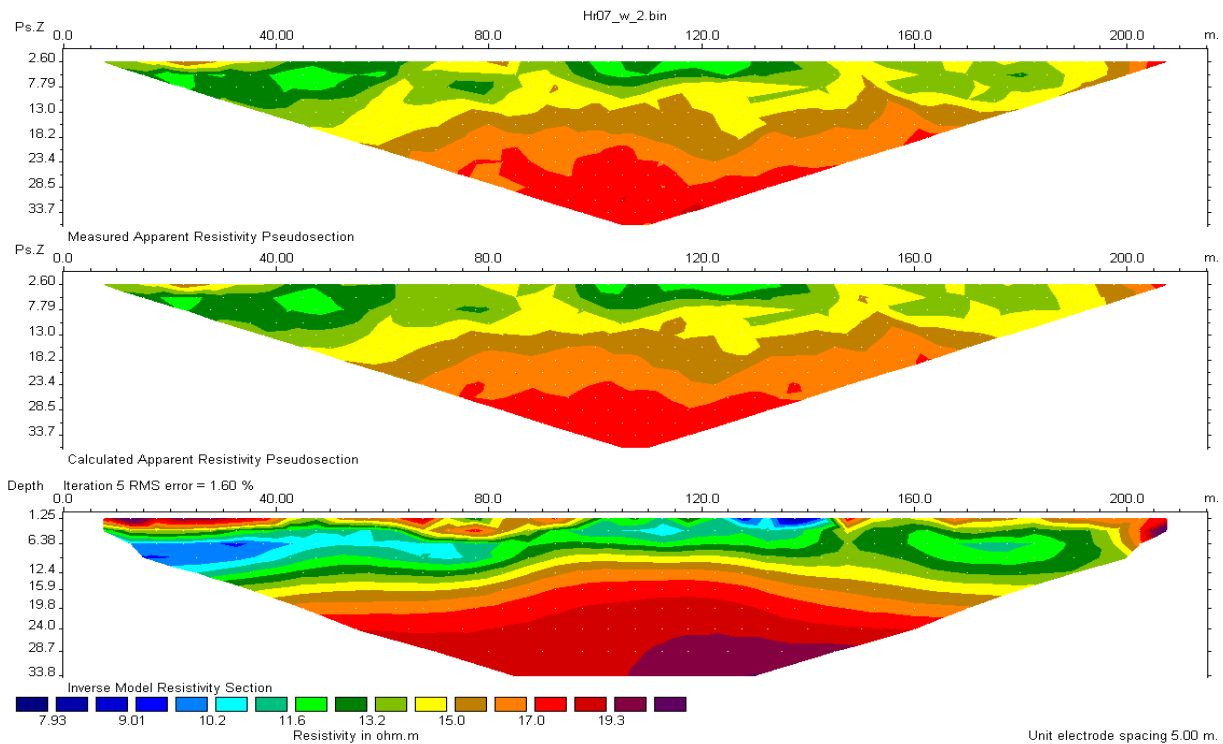 Hr07_w_2.bin
Ps.Z
0.0 40.00 80.0 120.0 160.0 200.0 m.
2.60
7.79
13.0
18.2
23.4
28.5
33.7
Measured Apparent Resistivity Pseudosection
Ps.Z
0.0 40.00 80.0 120.0 160.0 200.0 m.
2.60
7.79
13.0
18.2
23.4
28.5
33.7
Calculated Apparent Resistivity Pseudosection
Depth Iteration 5 RMS error = 1.60 %
0.0 40.00 80.0 120.0 160.0 200.0 m.
1.25
6.38
12.4
15.9
19.8
24.0
28.7
33.8
Inverse Model Resistivity Section
7.93 9.01 10.2 11.6 13.2 15.0 17.0 19.3
Resistivity in ohm.m
Unit electrode spacing 5.00 m.